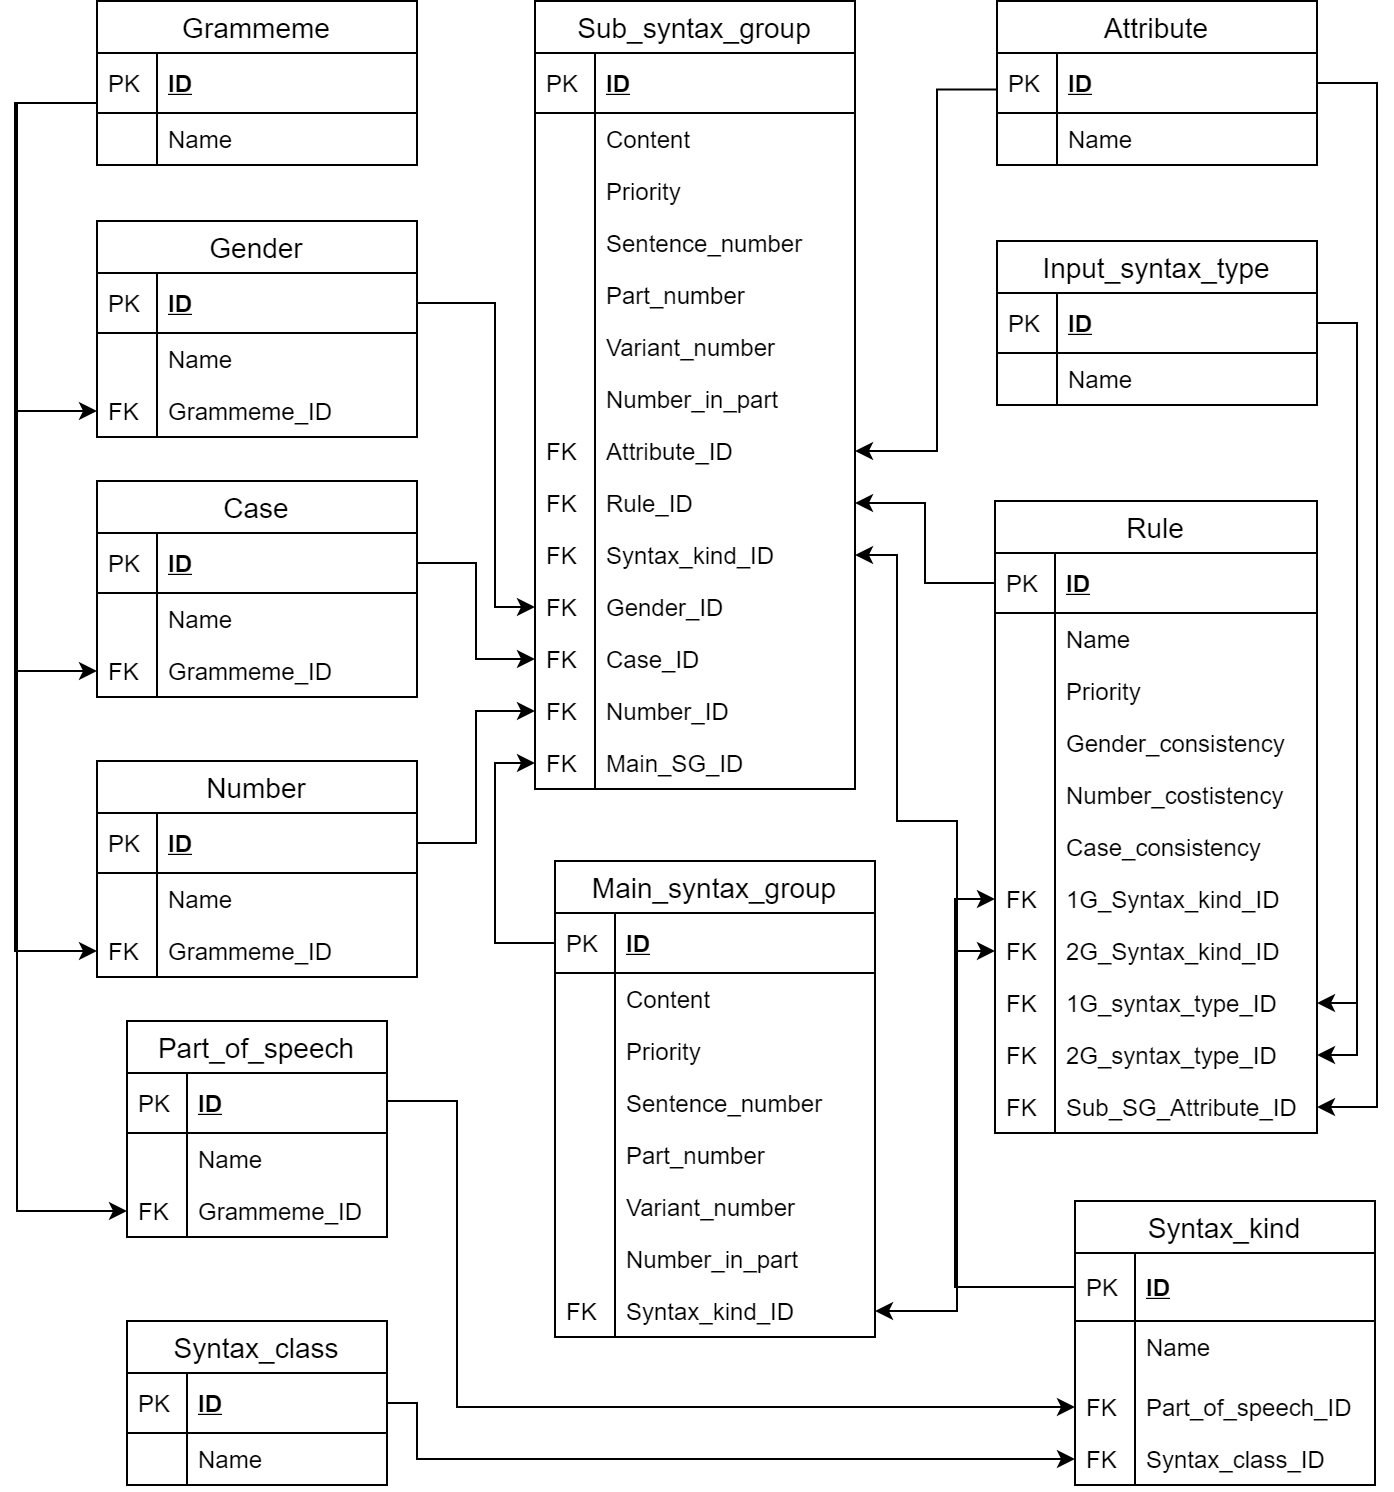 Grammeme
PK ID
Name
Gender
PK ID
Name
FK Grammeme_ID
Case
PK ID
Name
FK Grammeme_ID
Number
PK ID
Name
FK Grammeme_ID
Part_of_speech
PK ID
Name
FK Grammeme_ID
Syntax_class
PK ID
Name
Sub_syntax_group
PK ID
Content
Priority
Sentence_number
Part_number
Variant_number
Number_in_part
FK Attribute_ID
FK Rule_ID
FK Syntax_kind_ID
FK Gender_ID
FK Case_ID
FK Number_ID
FK Main_SG_ID
Main_syntax_group
PK ID
Content
Priority
Sentence_number
Part_number
Variant_number
Number_in_part
FK Syntax_kind_ID
Attribute
PK ID
Name
Input_syntax_type
PK ID
Name
Rule
PK ID
Name
Priority
Gender_consistency
Number_costistency
Case_consistency
FK 1G_Syntax_kind_ID
FK 2G_Syntax_kind_ID
FK 1G_syntax_type_ID
FK 2G_syntax_type_ID
FK Sub_SG_Attribute_ID
Syntax_kind
PK ID
Name
FK Part_of_speech_ID
FK Syntax_class_ID